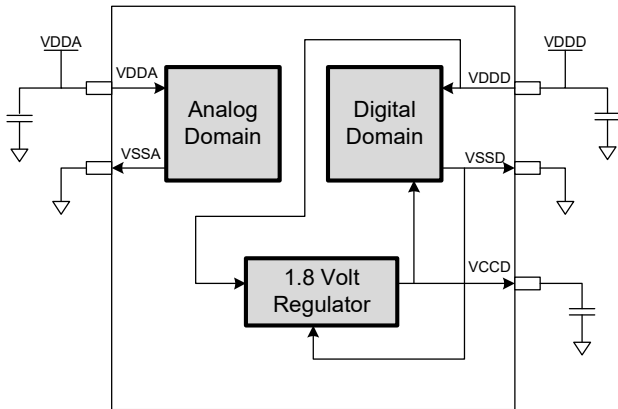 VDDA
VDDD
VDDA
VDDD
Analog
Domain
Digital
Domain
VSSA
VSSD
VCCD
1.8 Volt
Regulator